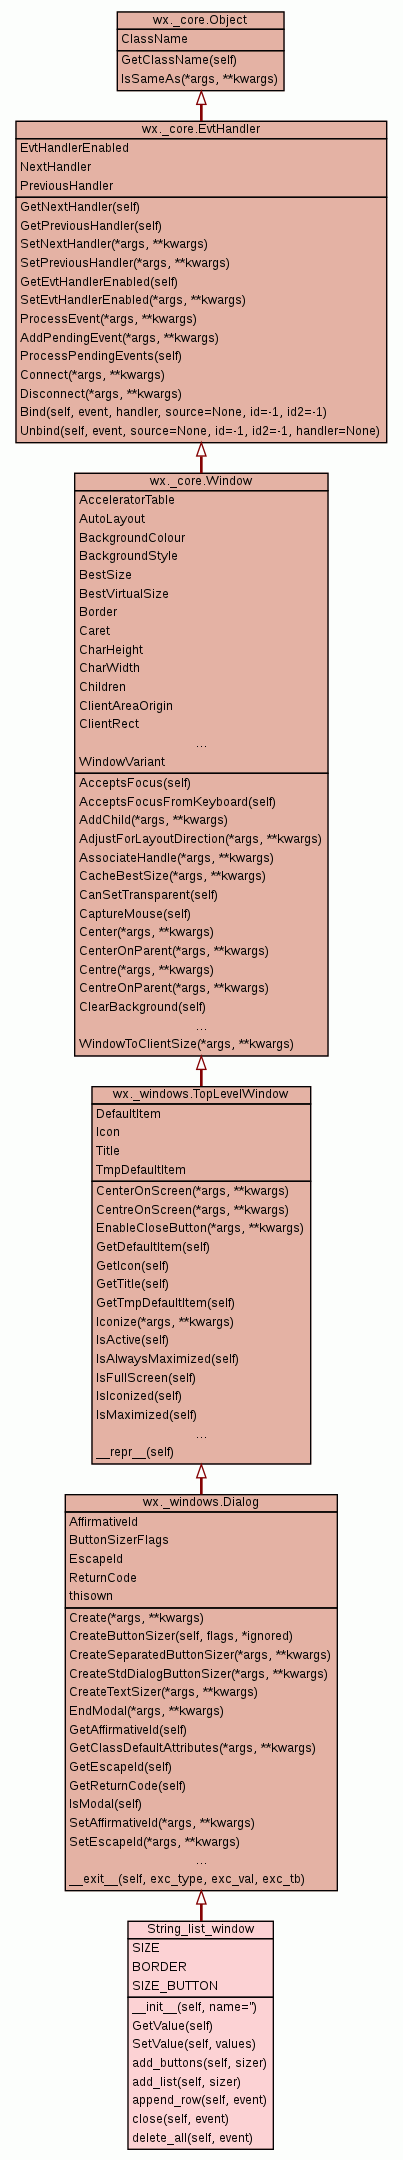 wx._core.Object
ClassName
GetClassName(self)
IsSameAs(*args, **kwargs)
wx._core.EvtHandler
EvtHandlerEnabled
NextHandler
PreviousHandler
GetNextHandler(self)
GetPreviousHandler(self)
SetNextHandler(*args, **kwargs)
SetPreviousHandler(*args, **kwargs)
GetEvtHandlerEnabled(self)
SetEvtHandlerEnabled(*args, **kwargs)
ProcessEvent(*args, **kwargs)
AddPendingEvent(*args, **kwargs)
ProcessPendingEvents(self)
Connect(*args, **kwargs)
Disconnect(*args, **kwargs)
Bind(self, event, handler, source=None, id=-1, id2=-1)
Unbind(self, event, source=None, id=-1, id2=-1, handler=None)
wx._core.Window
AcceleratorTable
AutoLayout
BackgroundColour
BackgroundStyle
BestSize
BestVirtualSize
Border
Caret
CharHeight
CharWidth
Children
ClientAreaOrigin
ClientRect
...
WindowVariant
AcceptsFocus(self)
AcceptsFocusFromKeyboard(self)
AddChild(*args, **kwargs)
AdjustForLayoutDirection(*args, **kwargs)
AssociateHandle(*args, **kwargs)
CacheBestSize(*args, **kwargs)
CanSetTransparent(self)
CaptureMouse(self)
Center(*args, **kwargs)
CenterOnParent(*args, **kwargs)
Centre(*args, **kwargs)
CentreOnParent(*args, **kwargs)
ClearBackground(self)
...
WindowToClientSize(*args, **kwargs)
wx._windows.TopLevelWindow
DefaultItem
Icon
Title
TmpDefaultItem
CenterOnScreen(*args, **kwargs)
CentreOnScreen(*args, **kwargs)
EnableCloseButton(*args, **kwargs)
GetDefaultItem(self)
GetIcon(self)
GetTitle(self)
GetTmpDefaultItem(self)
Iconize(*args, **kwargs)
IsActive(self)
IsAlwaysMaximized(self)
IsFullScreen(self)
IsIconized(self)
IsMaximized(self)
...
__repr__(self)
wx._windows.Dialog
AffirmativeId
ButtonSizerFlags
EscapeId
ReturnCode
thisown
Create(*args, **kwargs)
CreateButtonSizer(self, flags, *ignored)
CreateSeparatedButtonSizer(*args, **kwargs)
CreateStdDialogButtonSizer(*args, **kwargs)
CreateTextSizer(*args, **kwargs)
EndModal(*args, **kwargs)
GetAffirmativeId(self)
GetClassDefaultAttributes(*args, **kwargs)
GetEscapeId(self)
GetReturnCode(self)
IsModal(self)
SetAffirmativeId(*args, **kwargs)
SetEscapeId(*args, **kwargs)
...
__exit__(self, exc_type, exc_val, exc_tb)
String_list_window
SIZE
BORDER
SIZE_BUTTON
__init__(self, name='')
GetValue(self)
SetValue(self, values)
add_buttons(self, sizer)
add_list(self, sizer)
append_row(self, event)
close(self, event)
delete_all(self, event)